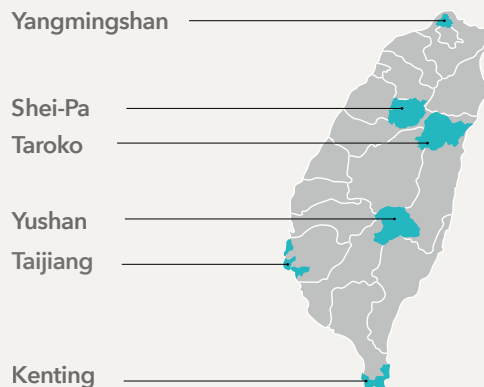 Yangmingshan
Shei-Pa
Taroko
Yushan
Taijiang
Kenting